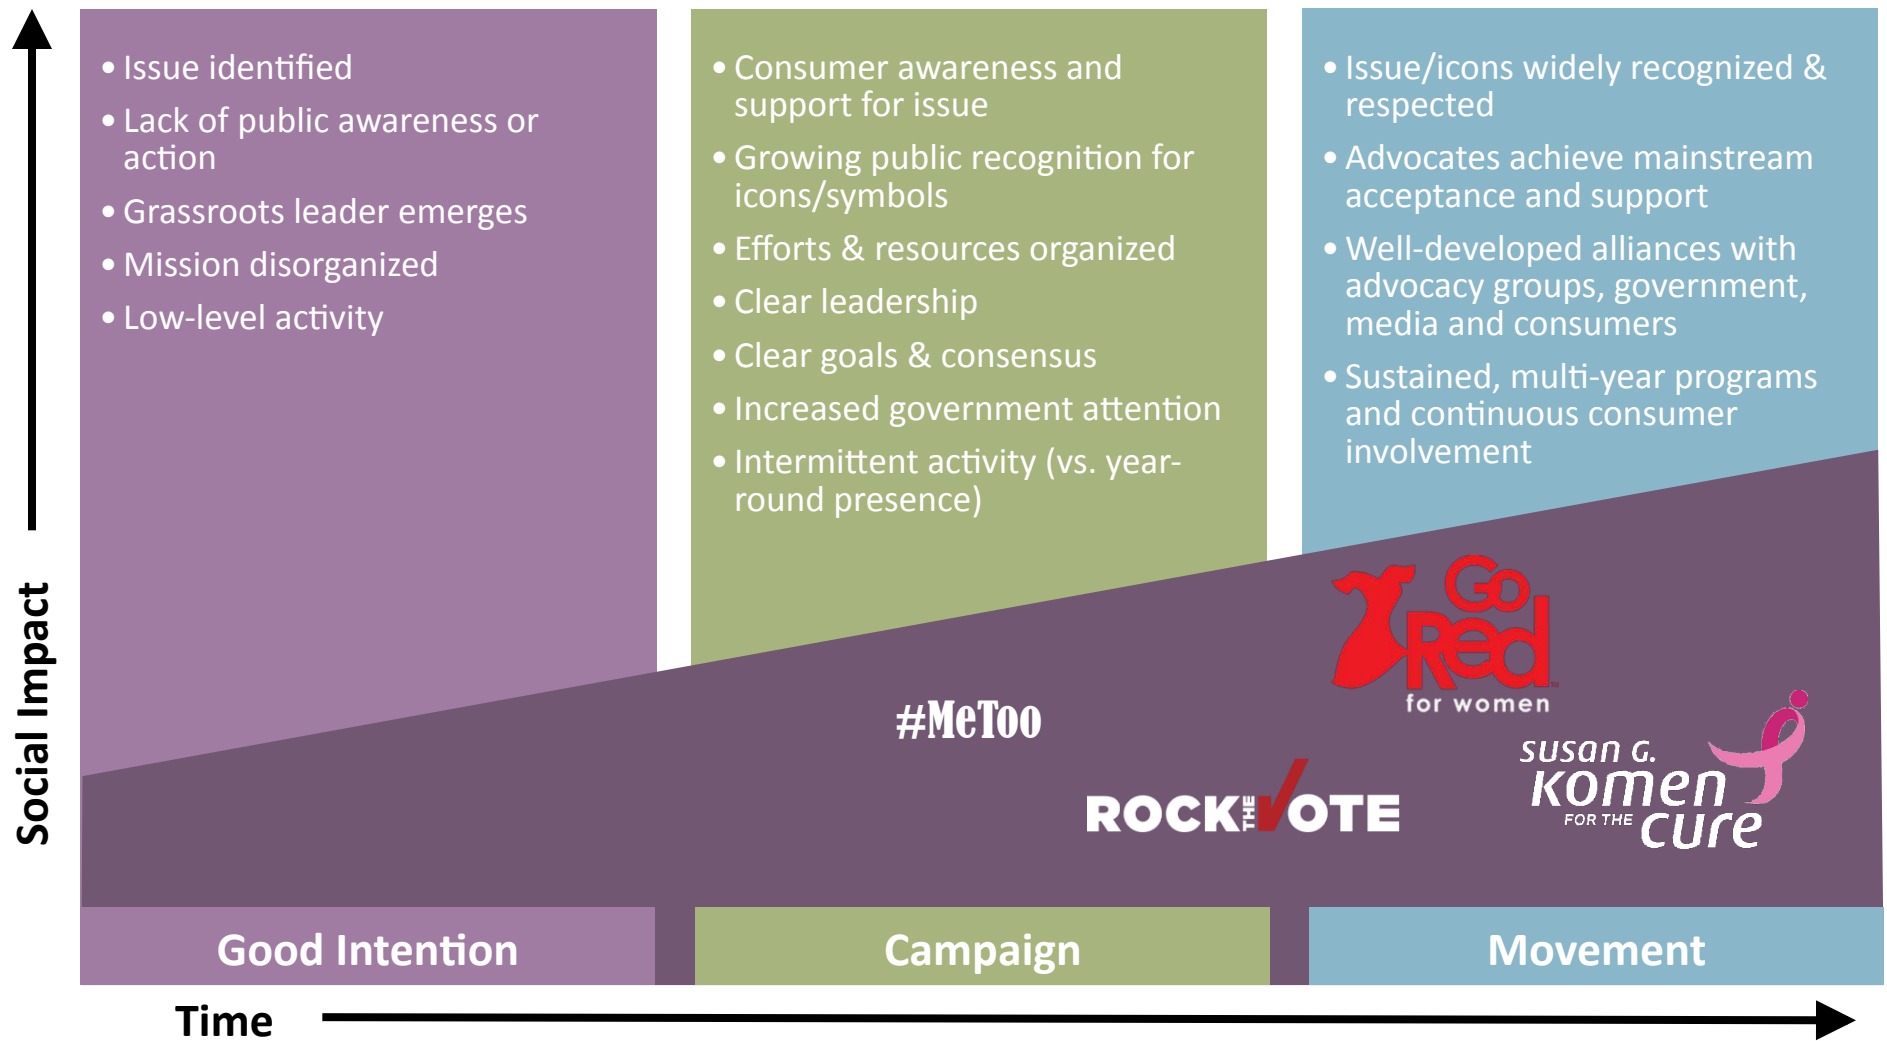 • Issue identified
• Lack of public awareness or
action
• Grassroots leader emerges
• Mission disorganized
• Low-level activity
• Consumer awareness and
support for issue
• Growing public recognition for
icons/symbols
• Efforts & resources organized
• Clear leadership
• Clear goals & consensus
• Increased government attention
• Intermittent activity (vs. year-
round presence)
• Issue/icons widely recognized &
respected
• Advocates achieve mainstream
acceptance and support
• Well-developed alliances with
advocacy groups, government,
media and consumers
• Sustained, multi-year programs
and continuous consumer
involvement
Social Impact
#MeToo
ROCK THE VOTE
Go
Red™
for women
susan G.
komen
FOR THE cure
Good Intention
Campaign
Movement
Time